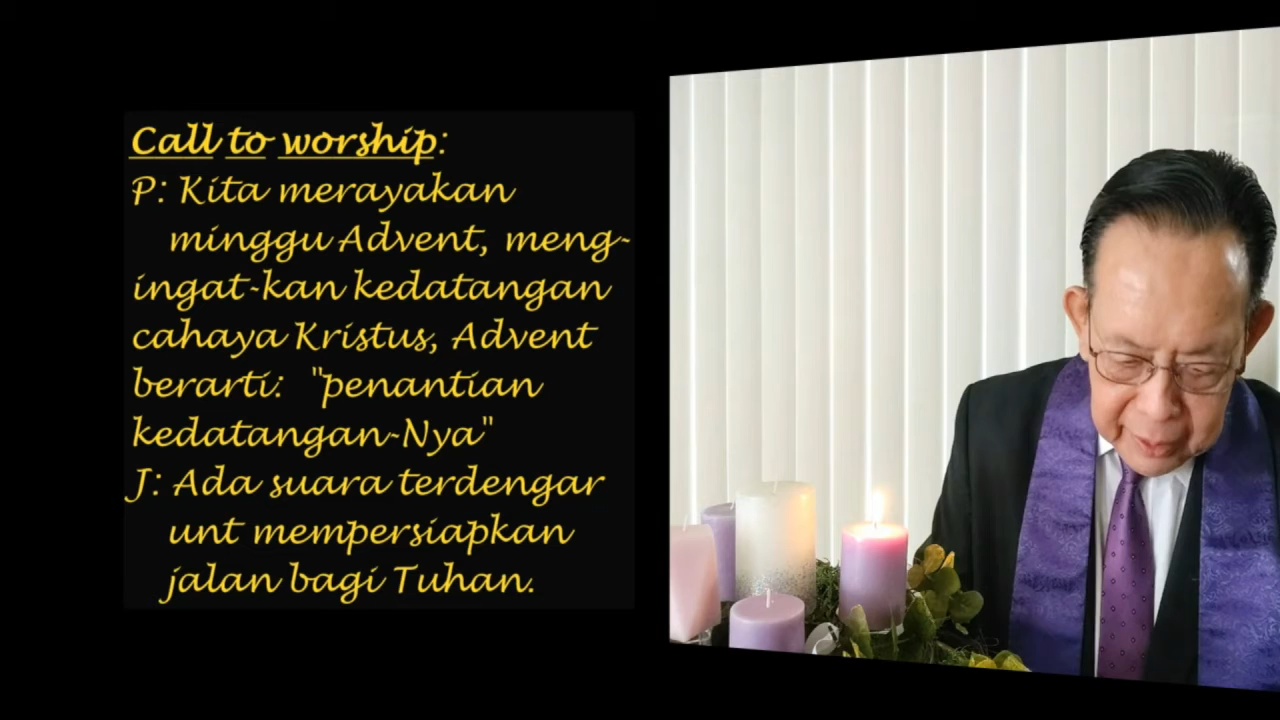 Call to worship:
P: Kita merayakan
minggu Advent, meng-
ingat-kan kedatangan
cahaya Kristus, Advent
berarti: "penantian
kedatangan-Nya"
J: Ada suara terdengar
unt mempersiapkan
jalan bagi Tuhan.